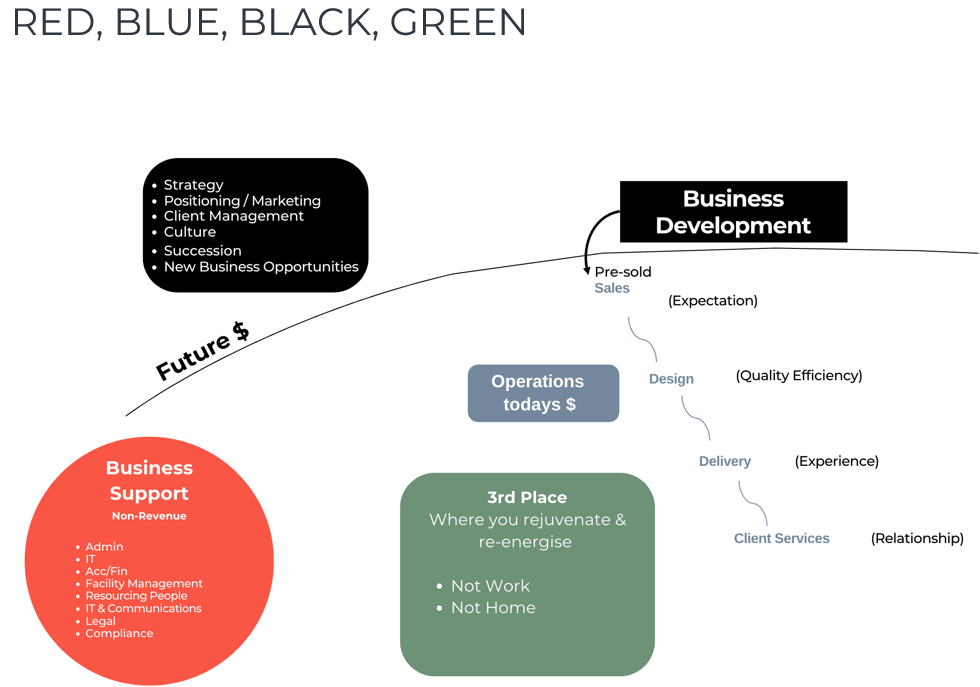 RED, BLUE, BLACK, GREEN
• Strategy
• Positioning / Marketing
• Client Management
• Culture
• Succession
• New Business Opportunities
Business
Development
Future $
Pre-sold
Sales
(Expectation)
Operations
todays $
Design
(Quality Efficiency)
Delivery
(Experience)
Client Services
(Relationship)
Business
Support
Non-Revenue
• Admin
• IT
• Acc/Fin
• Facility Management
• Resourcing People
• IT & Communications
• Legal
• Compliance
3rd Place
Where you rejuvenate &
re-energise
• Not Work
• Not Home